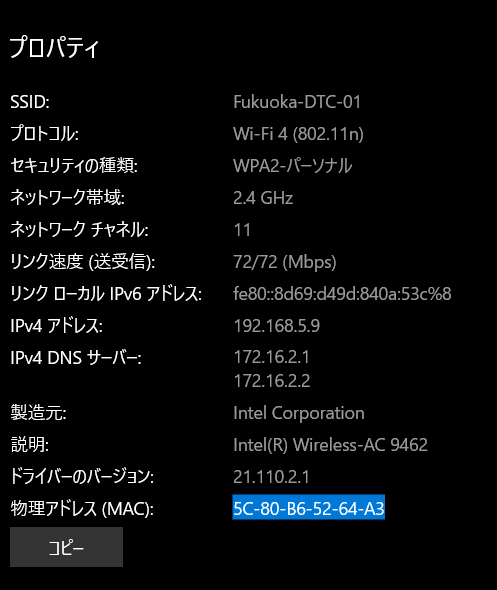 プロパティ
SSID: Fukuoka-DTC-01
プロトコル: Wi-Fi 4 (802.11n)
セキュリティの種類: WPA2-パーソナル
ネットワーク帯域: 2.4 GHz
ネットワーク チャネル: 11
リンク速度 (送受信): 72/72 (Mbps)
リンク ローカル IPv6 アドレス: fe80::8d69:d49d:840a:53c%8
IPv4 アドレス: 192.168.5.9
IPv4 DNS サーバー: 172.16.2.1
172.16.2.2
製造元: Intel Corporation
説明: Intel(R) Wireless-AC 9462
ドライバーのバージョン: 21.110.2.1
物理アドレス (MAC): 5C-80-B6-52-64-A3
コピー